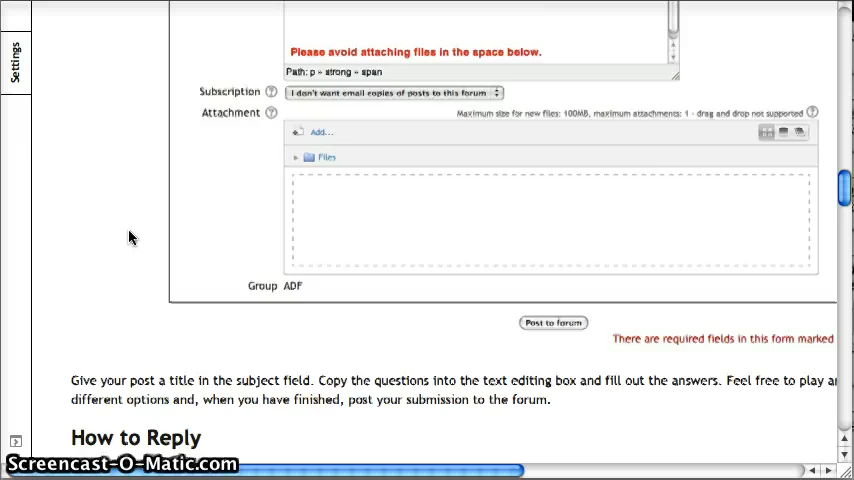 Settings
Please avoid attaching files in the space below.
Path: p » strong » span
Subscription ? I don't want email copies of posts to this forum
Attachment ? Maximum size for new files: 100MB, maximum attachments: 1 - drag and drop not supported ?
Add...
Files
Group ADF
Post to forum
There are required fields in this form marked
Give your post a title in the subject field. Copy the questions into the text editing box and fill out the answers. Feel free to play
different options and, when you have finished, post your submission to the forum.
How to Reply
Screencast-O-Matic.com